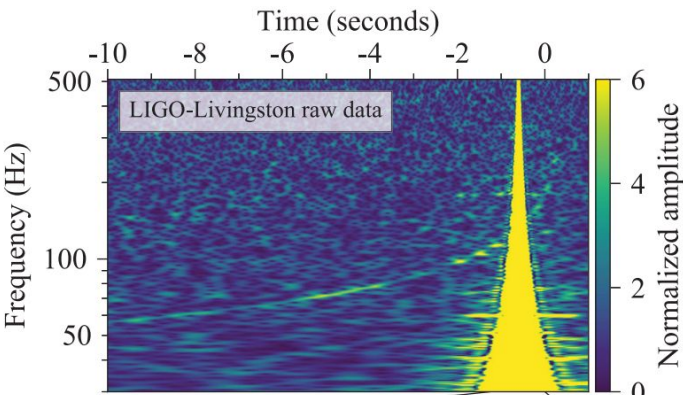 Time (seconds)
-10 -8 -6 -4 -2 0
500
LIGO-Livingston raw data
6
Frequency (Hz)
100
50
4
2
0
Normalized amplitude